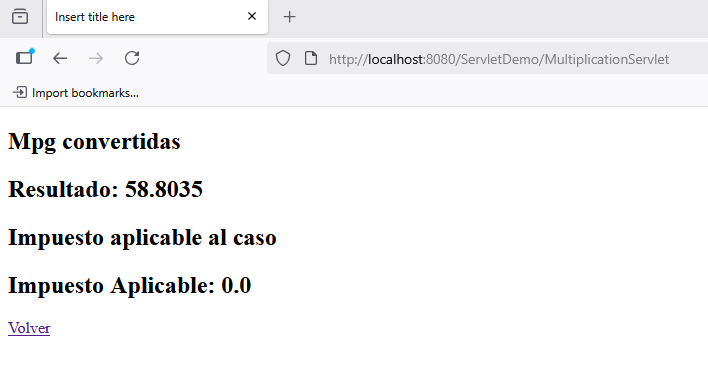 Insert title here
http://localhost:8080/ServletDemo/MultiplicationServlet
Import bookmarks...
Mpg convertidas
Resultado: 58.8035
Impuesto aplicable al caso
Impuesto Aplicable: 0.0
Volver